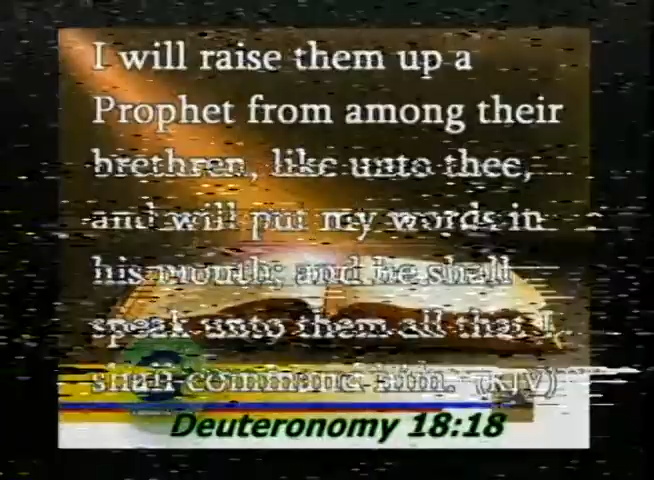 I will raise them up a
Prophet from among their
brethren, like unto thee,
and will put my words in
his mouth; and he shall
speak unto them all that I
shall command him. (KJV)
Deuteronomy 18:18